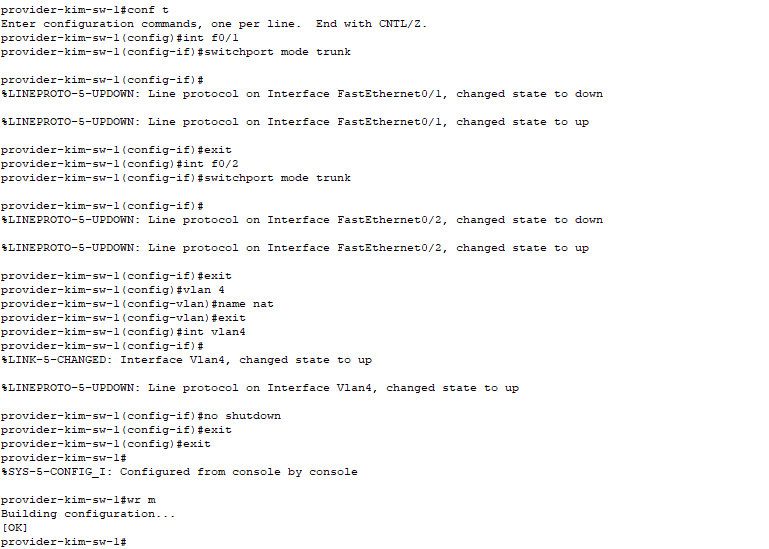 provider-kim-sw-1#conf t
Enter configuration commands, one per line.  End with CNTL/Z.
provider-kim-sw-1(config)#int f0/1
provider-kim-sw-1(config-if)#switchport mode trunk
provider-kim-sw-1(config-if)#
%LINEPROTO-5-UPDOWN: Line protocol on Interface FastEthernet0/1, changed state to down
%LINEPROTO-5-UPDOWN: Line protocol on Interface FastEthernet0/1, changed state to up
provider-kim-sw-1(config-if)#exit
provider-kim-sw-1(config)#int f0/2
provider-kim-sw-1(config-if)#switchport mode trunk
provider-kim-sw-1(config-if)#
%LINEPROTO-5-UPDOWN: Line protocol on Interface FastEthernet0/2, changed state to down
%LINEPROTO-5-UPDOWN: Line protocol on Interface FastEthernet0/2, changed state to up
provider-kim-sw-1(config-if)#exit
provider-kim-sw-1(config)#vlan 4
provider-kim-sw-1(config-vlan)#name nat
provider-kim-sw-1(config-vlan)#exit
provider-kim-sw-1(config)#int vlan4
provider-kim-sw-1(config-if)#
%LINK-5-CHANGED: Interface Vlan4, changed state to up
%LINEPROTO-5-UPDOWN: Line protocol on Interface Vlan4, changed state to up
provider-kim-sw-1(config-if)#no shutdown
provider-kim-sw-1(config-if)#exit
provider-kim-sw-1(config)#exit
provider-kim-sw-1#
%SYS-5-CONFIG_I: Configured from console by console
provider-kim-sw-1#wr m
Building configuration...
[OK]
provider-kim-sw-1#